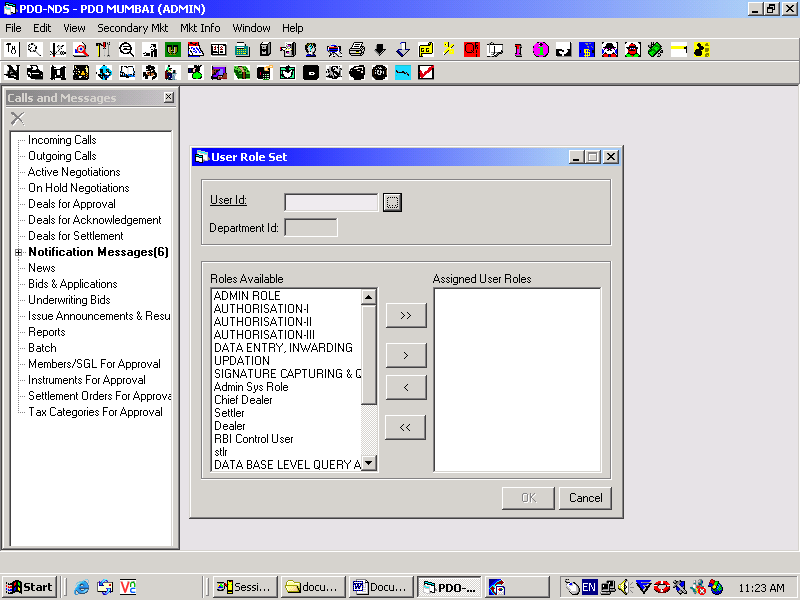 PDO-NDS - PDO MUMBAI (ADMIN)
File Edit View Secondary Mkt Mkt Info Window Help
Calls and Messages
Incoming Calls
Outgoing Calls
Active Negotiations
On Hold Negotiations
Deals for Approval
Deals for Acknowledgement
Deals for Settlement
Notification Messages(6)
News
Bids & Applications
Underwriting Bids
Issue Announcements & Resu
Reports
Batch
Members/SGL For Approval
Instruments For Approval
Settlement Orders For Approva
Tax Categories For Approval
User Role Set
User Id:
Department Id:
Roles Available
ADMIN ROLE
AUTHORISATION-I
AUTHORISATION-II
AUTHORISATION-III
DATA ENTRY, INWARDING
UPDATION
SIGNATURE CAPTURING & Q
Admin Sys Role
Chief Dealer
Settler
Dealer
RBI Control User
stlr
DATA BASE LEVEL QUERY A
>>
>
<
<<
Assigned User Roles
OK Cancel
Start Sessi... docu... Docu... PDO-... EN 11:23 AM